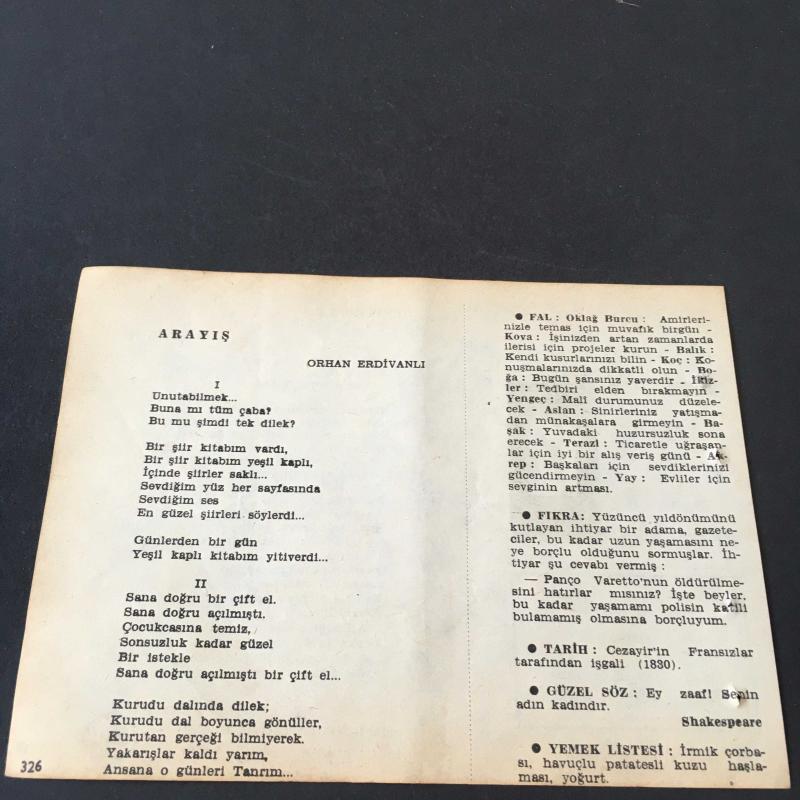 ARAYIŞ
ORHAN ERDİVANLI
I
Unutabilmek...
Buna mı tüm çaba?
Bu mu şimdi tek dilek?
Bir şiir kitabım vardı,
Bir şiir kitabım yeşil kaplı,
İçinde şiirler saklı...
Sevdiğim yüz her sayfasında
Sevdiğim ses
En güzel şiirleri söylerdi...
Günlerden bir gün
Yeşil kaplı kitabım yitiverdi...
II
Sana doğru bir çift el.
Sana doğru açılmıştı.
Çocukcasına temiz,
Sonsuzluk kadar güzel
Bir istekle
Sana doğru açılmıştı bir çift el...
Kurudu dalında dilek;
Kurudu dal boyunca gönüller,
Kurutan gerçeği bilmiyerek.
Yakarışlar kaldı yarım,
Ansana o günleri Tanrım...
326
● FAL : Oklağ Burcu : Amirleri-
nizle temas için muvafık birgün -
Kova : İşinizden artan zamanlarda
ilerisi için projeler kurun - Balık :
Kendi kusurlarınızı bilin - Koç : Ko-
nuşmalarınızda dikkatli olun - Bo-
ğa : Bugün şansınız yaverdir - İkiz-
ler : Tedbiri elden bırakmayın -
Yengeç : Malî durumunuz düzele-
cek - Aslan : Sinirleriniz yatışma-
dan münakaşalara girmeyin - Ba-
şak : Yuvadaki huzursuzluk sona
erecek - Terazi : Ticaretle uğraşan-
lar için iyi bir alış veriş günü - Ak-
rep : Başkaları için sevdiklerinizi
gücendirmeyin - Yay : Evliler için
sevginin artması.
● FIKRA: Yüzüncü yıldönümünü
kutlayan ihtiyar bir adama, gazete-
ciler, bu kadar uzun yaşamasını ne-
ye borçlu olduğunu sormuşlar. İh-
tiyar şu cevabı vermiş :
— Panço Varetto'nun öldürülme-
sini hatırlar mısınız? İşte beyler,
bu kadar yaşamamı polisin katili
bulamamış olmasına borçluyum.
● TARİH : Cezayir'in Fransızlar
tarafından işgali (1830).
● GÜZEL SÖZ : Ey zaaf! Senin
adın kadındır.
Shakespeare
● YEMEK LİSTESİ : İrmik çorba-
sı, havuçlu patatesli kuzu haşla-
ması, yoğurt.